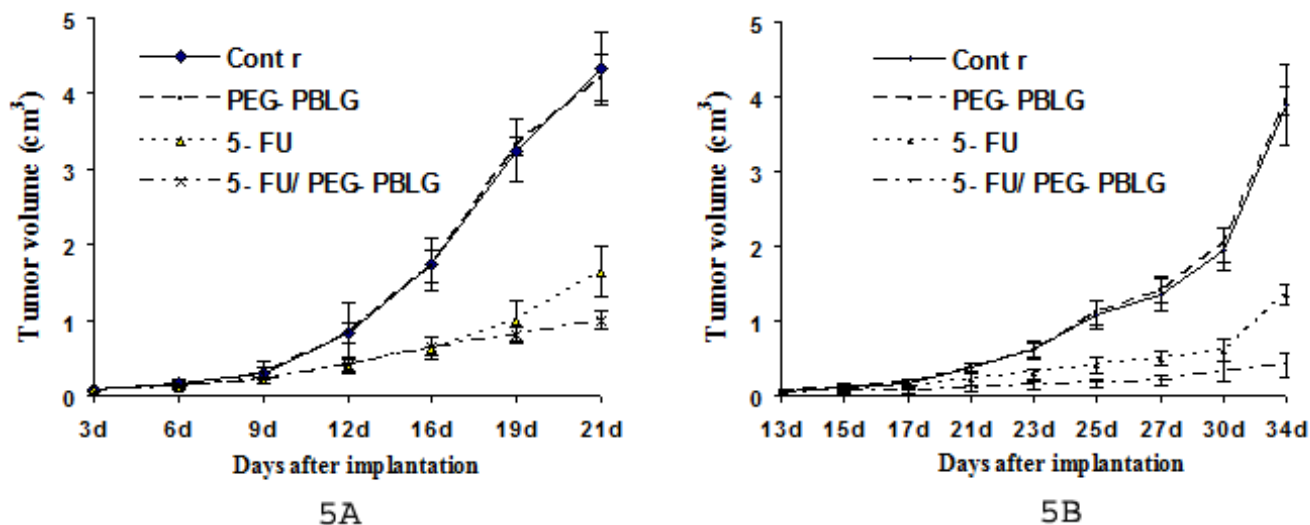 5
4
3
2
1
0
Tumor volume (cm³)
Cont r
PEG- PBLG
5- FU
5- FU/ PEG- PBLG
3d 6d 9d 12d 16d 19d 21d
Days after implantation
5A
5
4
3
2
1
0
Tumor volume (cm³)
Cont r
PEG- PBLG
5- FU
5- FU/ PEG- PBLG
13d 15d 17d 21d 23d 25d 27d 30d 34d
Days after implantation
5B